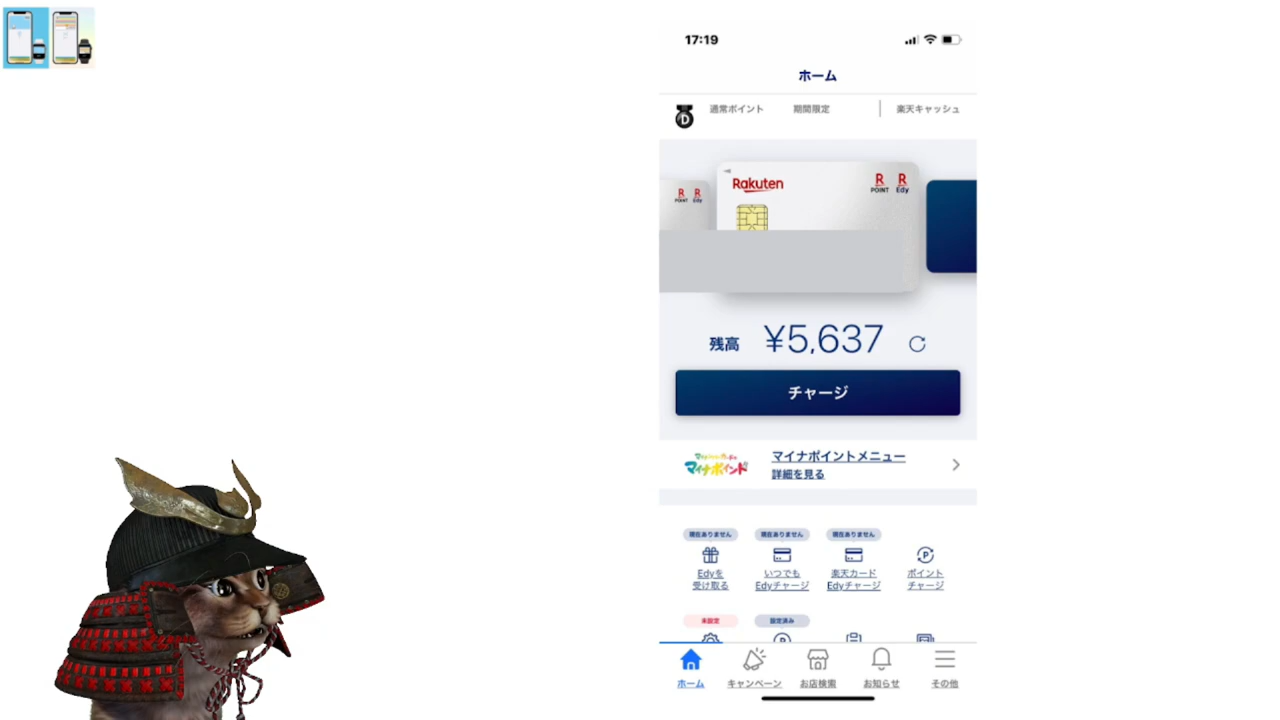 17:19
ホーム
D
通常ポイント 期間限定 楽天キャッシュ
Rakuten
R POINT R Edy
R POINT R Edy
残高 ¥5,637
チャージ
マイナポイント
マイナポイントメニュー
詳細を見る
現在ありません 現在ありません 現在ありません
Edyを
受け取る
いつでも
Edyチャージ
楽天カード
Edyチャージ
P
ポイント
チャージ
未設定 設定済み
ホーム キャンペーン お店検索 お知らせ その他